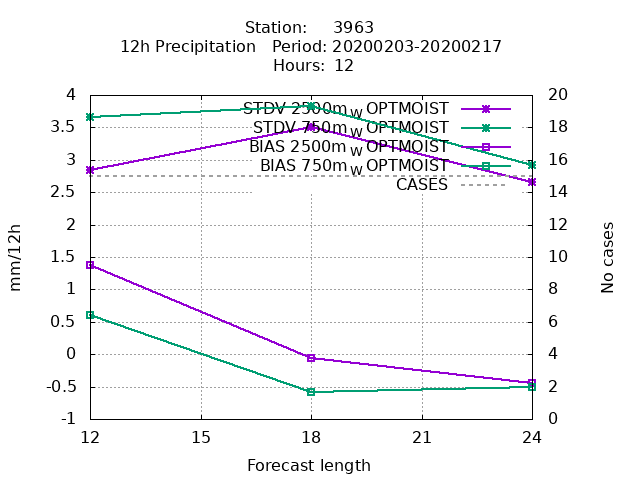 Station: 3963
12h Precipitation Period: 20200203-20200217
Hours: 12
STDV 2500m_W OPTMOIST
STDV 750m_W OPTMOIST
BIAS 2500m_W OPTMOIST
BIAS 750m_W OPTMOIST
CASES
4
3.5
3
2.5
2
1.5
1
0.5
0
-0.5
-1
mm/12h
20
18
16
14
12
10
8
6
4
2
0
No cases
12 15 18 21 24
Forecast length